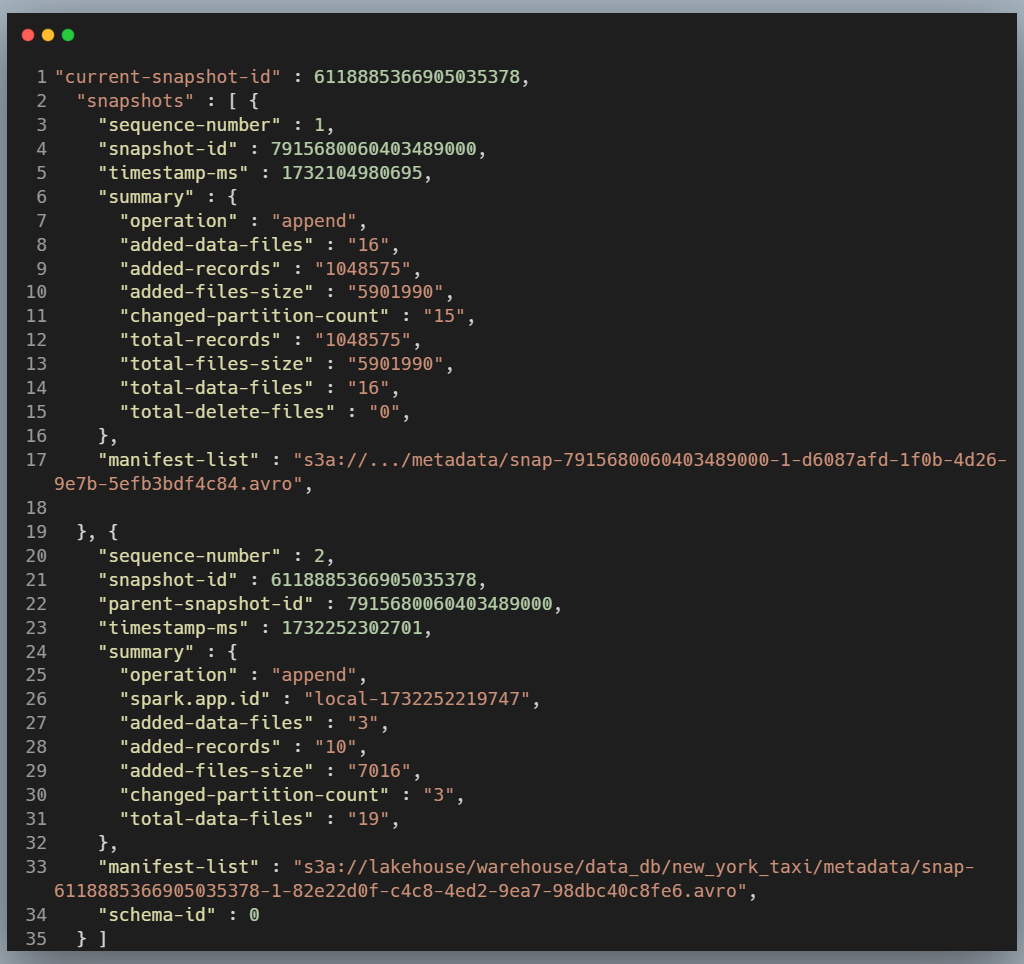 1 "current-snapshot-id" : 6118885366905035378,
2 "snapshots" : [ {
3 "sequence-number" : 1,
4 "snapshot-id" : 7915680060403489000,
5 "timestamp-ms" : 1732104980695,
6 "summary" : {
7 "operation" : "append",
8 "added-data-files" : "16",
9 "added-records" : "1048575",
10 "added-files-size" : "5901990",
11 "changed-partition-count" : "15",
12 "total-records" : "1048575",
13 "total-files-size" : "5901990",
14 "total-data-files" : "16",
15 "total-delete-files" : "0",
16 },
17 "manifest-list" : "s3a://.../metadata/snap-7915680060403489000-1-d6087afd-1f0b-4d26-
9e7b-5efb3bdf4c84.avro",
18
19 }, {
20 "sequence-number" : 2,
21 "snapshot-id" : 6118885366905035378,
22 "parent-snapshot-id" : 7915680060403489000,
23 "timestamp-ms" : 1732252302701,
24 "summary" : {
25 "operation" : "append",
26 "spark.app.id" : "local-1732252219747",
27 "added-data-files" : "3",
28 "added-records" : "10",
29 "added-files-size" : "7016",
30 "changed-partition-count" : "3",
31 "total-data-files" : "19",
32 },
33 "manifest-list" : "s3a://lakehouse/warehouse/data_db/new_york_taxi/metadata/snap-
6118885366905035378-1-82e22d0f-c4c8-4ed2-9ea7-98dbc40c8fe6.avro",
34 "schema-id" : 0
35 } ]